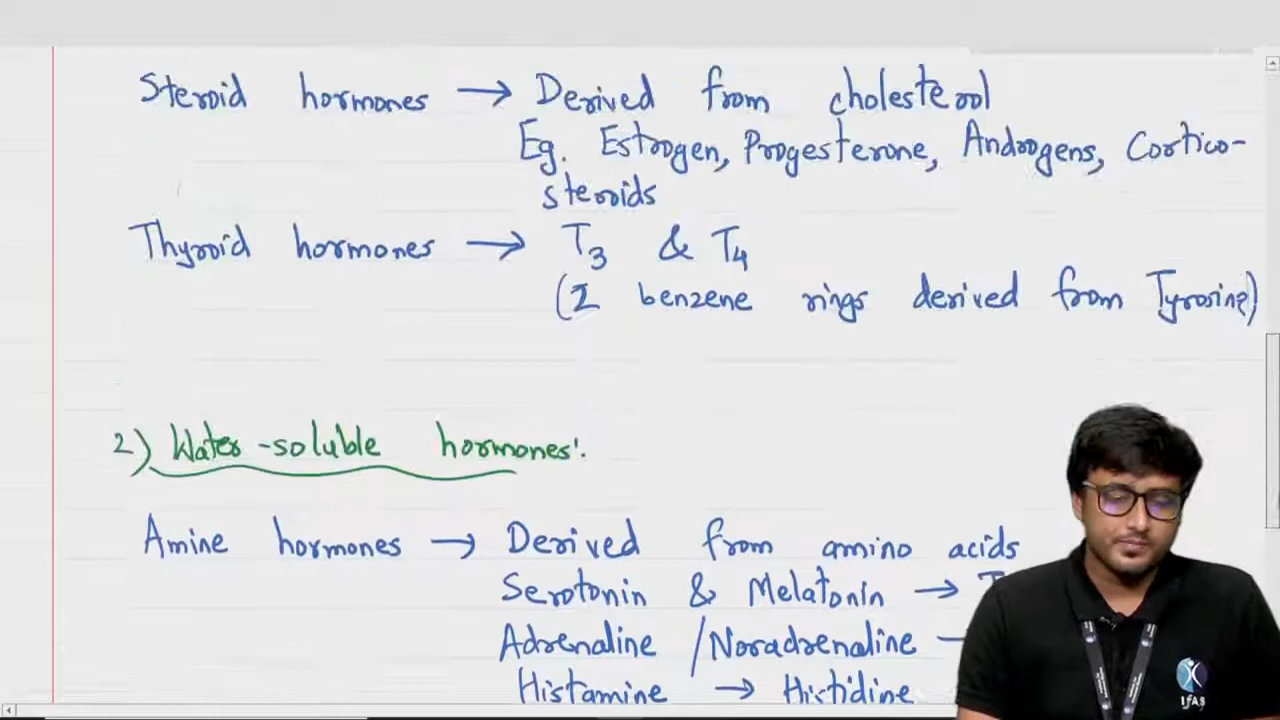 Steroid hormones → Derived from cholesterol
Eg. Estrogen, Progesterone, Androgens, Cortico-
steroids
Thyroid hormones → T3 & T4
(2 benzene rings derived from Tyrosine)
2) Water-soluble hormones:
Amine hormones → Derived from amino acids
Serotonin & Melatonin →
Adrenaline / Noradrenaline →
Histamine → Histidine
IFAS